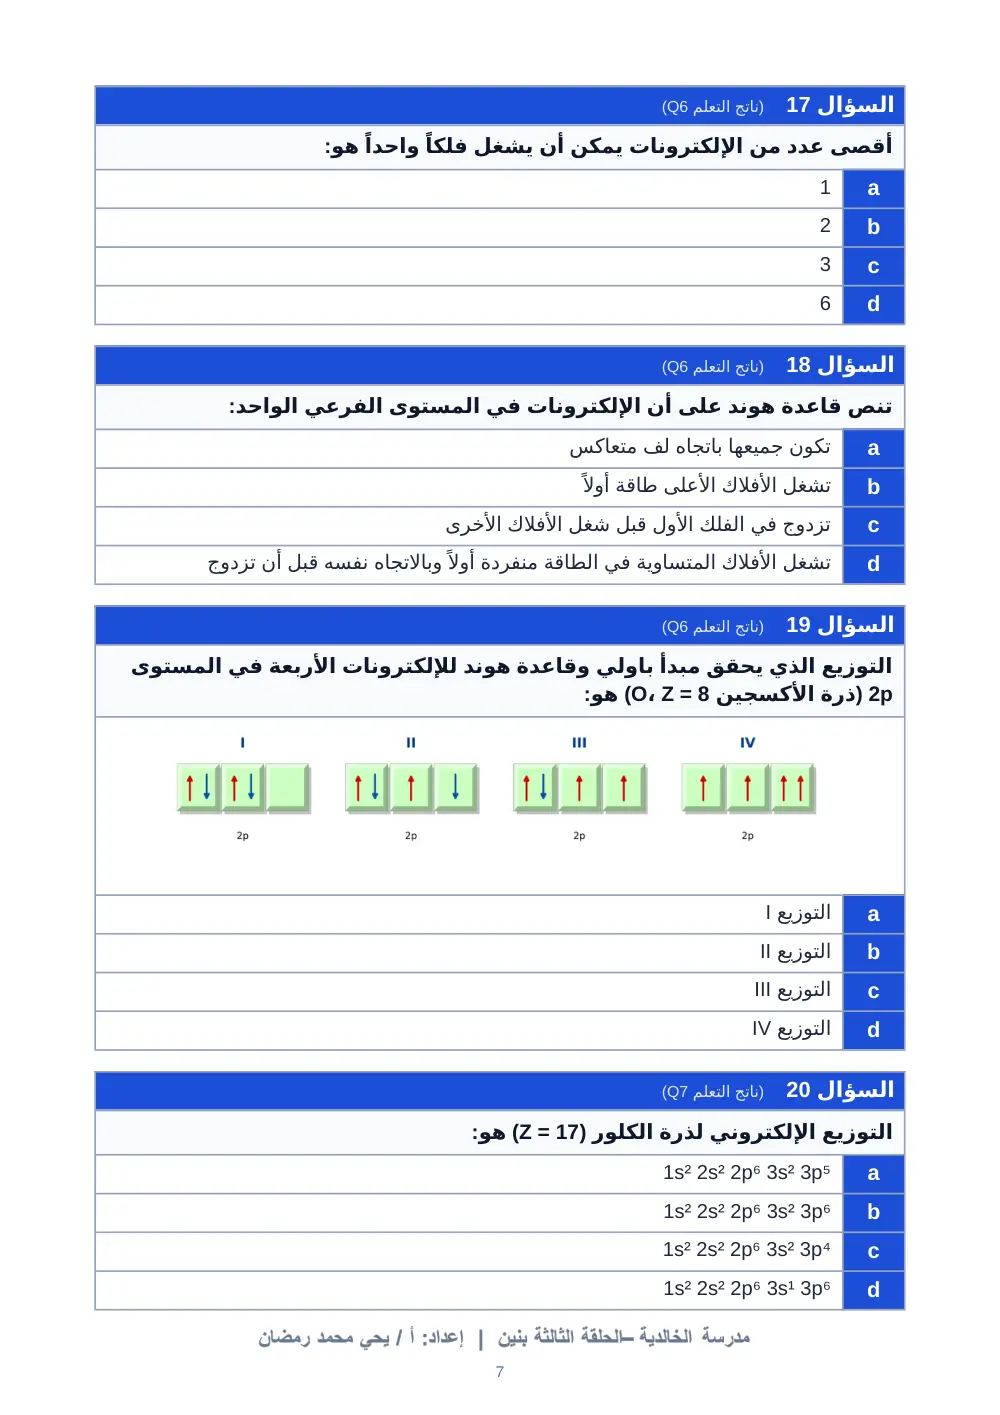 السؤال 17 (ناتج التعلم Q6)
أقصى عدد من الإلكترونات يمكن أن يشغل فلكاً واحداً هو:
a 1
b 2
c 3
d 6
السؤال 18 (ناتج التعلم Q6)
تنص قاعدة هوند على أن الإلكترونات في المستوى الفرعي الواحد:
a تكون جميعها باتجاه لف متعاكس
b تشغل الأفلاك الأعلى طاقة أولاً
c تزدوج في الفلك الأول قبل شغل الأفلاك الأخرى
d تشغل الأفلاك المتساوية في الطاقة منفردة أولاً وبالاتجاه نفسه قبل أن تزدوج
السؤال 19 (ناتج التعلم Q6)
التوزيع الذي يحقق مبدأ باولي وقاعدة هوند للإلكترونات الأربعة في المستوى
2p (ذرة الأكسجين O، Z = 8) هو:
I II III IV
2p 2p 2p 2p
a التوزيع I
b التوزيع II
c التوزيع III
d التوزيع IV
السؤال 20 (ناتج التعلم Q7)
التوزيع الإلكتروني لذرة الكلور (Z = 17) هو:
a 1s² 2s² 2p⁶ 3s² 3p⁵
b 1s² 2s² 2p⁶ 3s² 3p⁶
c 1s² 2s² 2p⁶ 3s² 3p⁴
d 1s² 2s² 2p⁶ 3s¹ 3p⁶
مدرسة الخالدية –الحلقة الثالثة بنين | إعداد: أ / يحي محمد رمضان
7